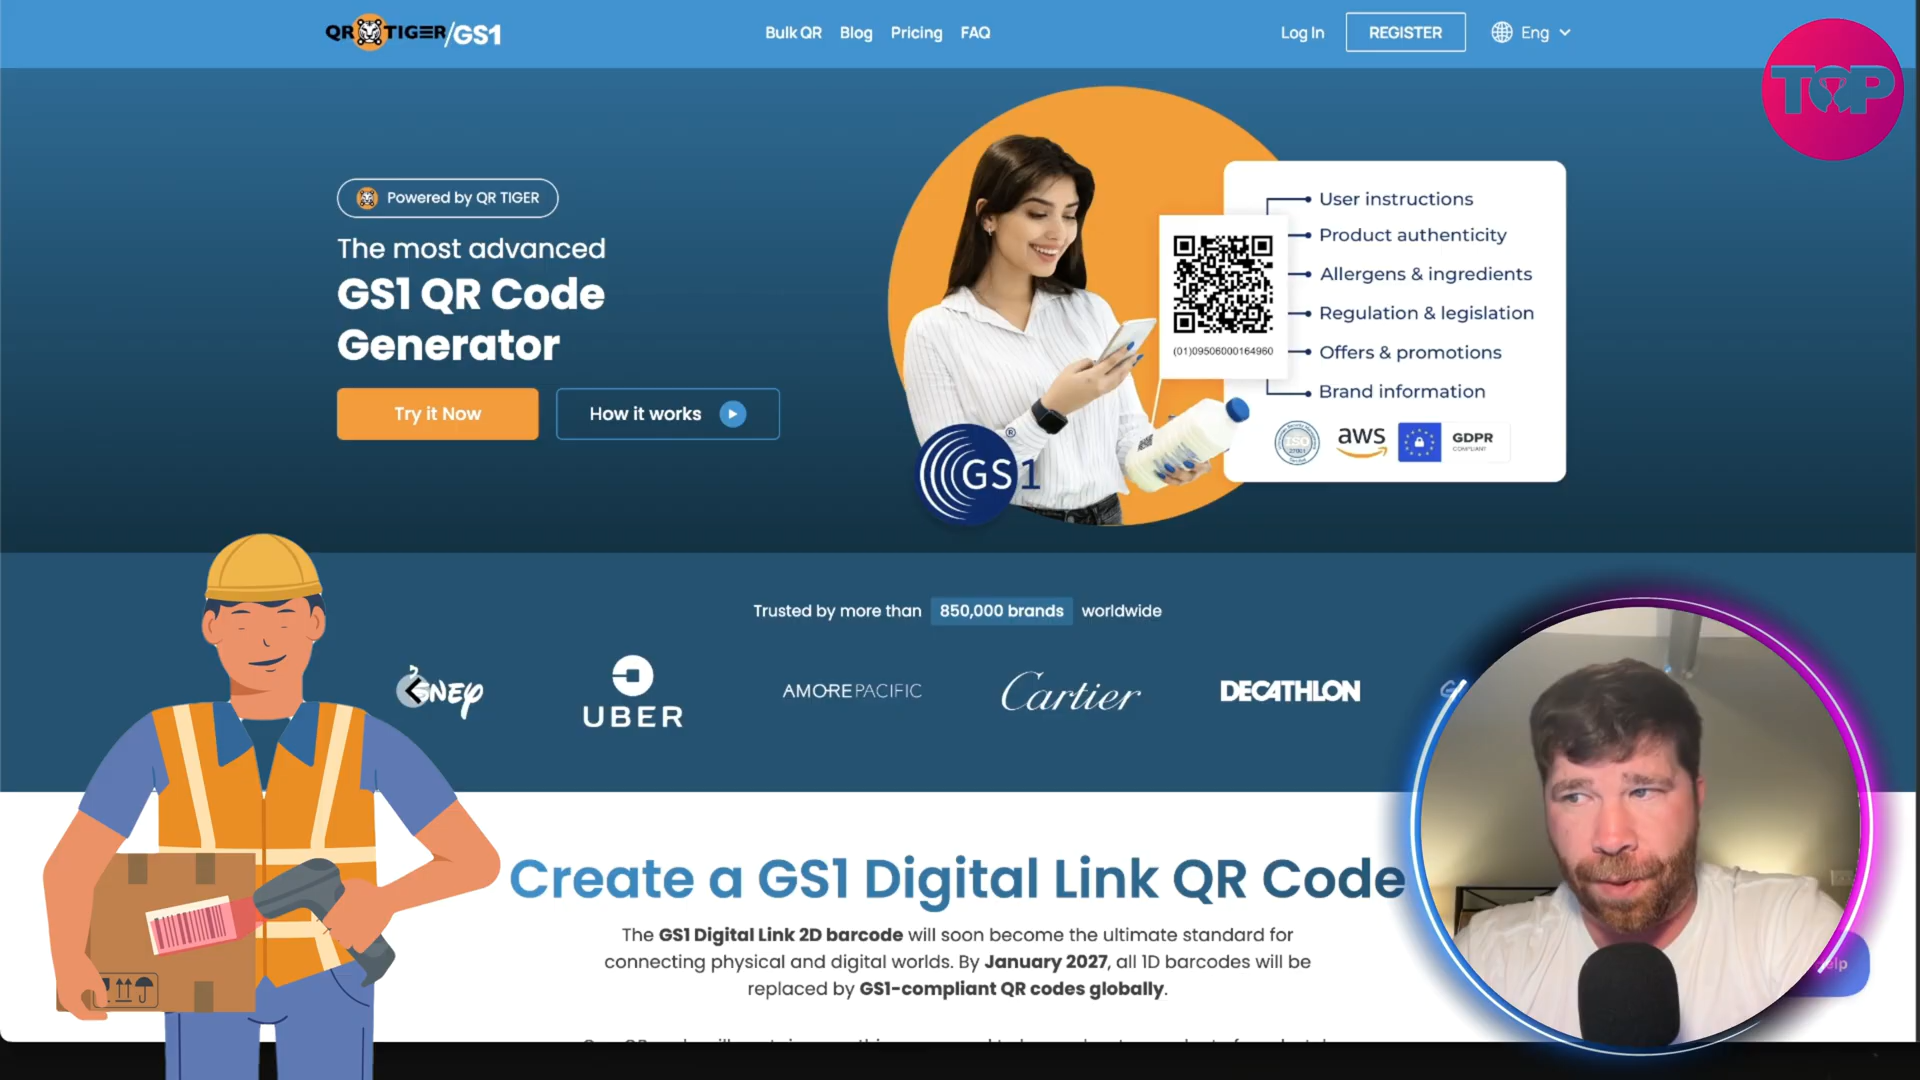 QR TIGER/GS1
Bulk QR
Blog
Pricing
FAQ
Log In
REGISTER
Eng
TOP
Powered by QR TIGER
The most advanced
GS1 QR Code
Generator
Try it Now
How it works
User instructions
Product authenticity
Allergens & ingredients
Regulation & legislation
Offers & promotions
Brand information
(01)09506000164960
ISO
27001
aws
GDPR
COMPLIANT
GS1
®
Trusted by more than 850,000 brands worldwide
UBER
AMOREPACIFIC
Cartier
DECATHLON
Create a GS1 Digital Link QR Code
The GS1 Digital Link 2D barcode will soon become the ultimate standard for
connecting physical and digital worlds. By January 2027, all 1D barcodes will be
replaced by GS1-compliant QR codes globally.